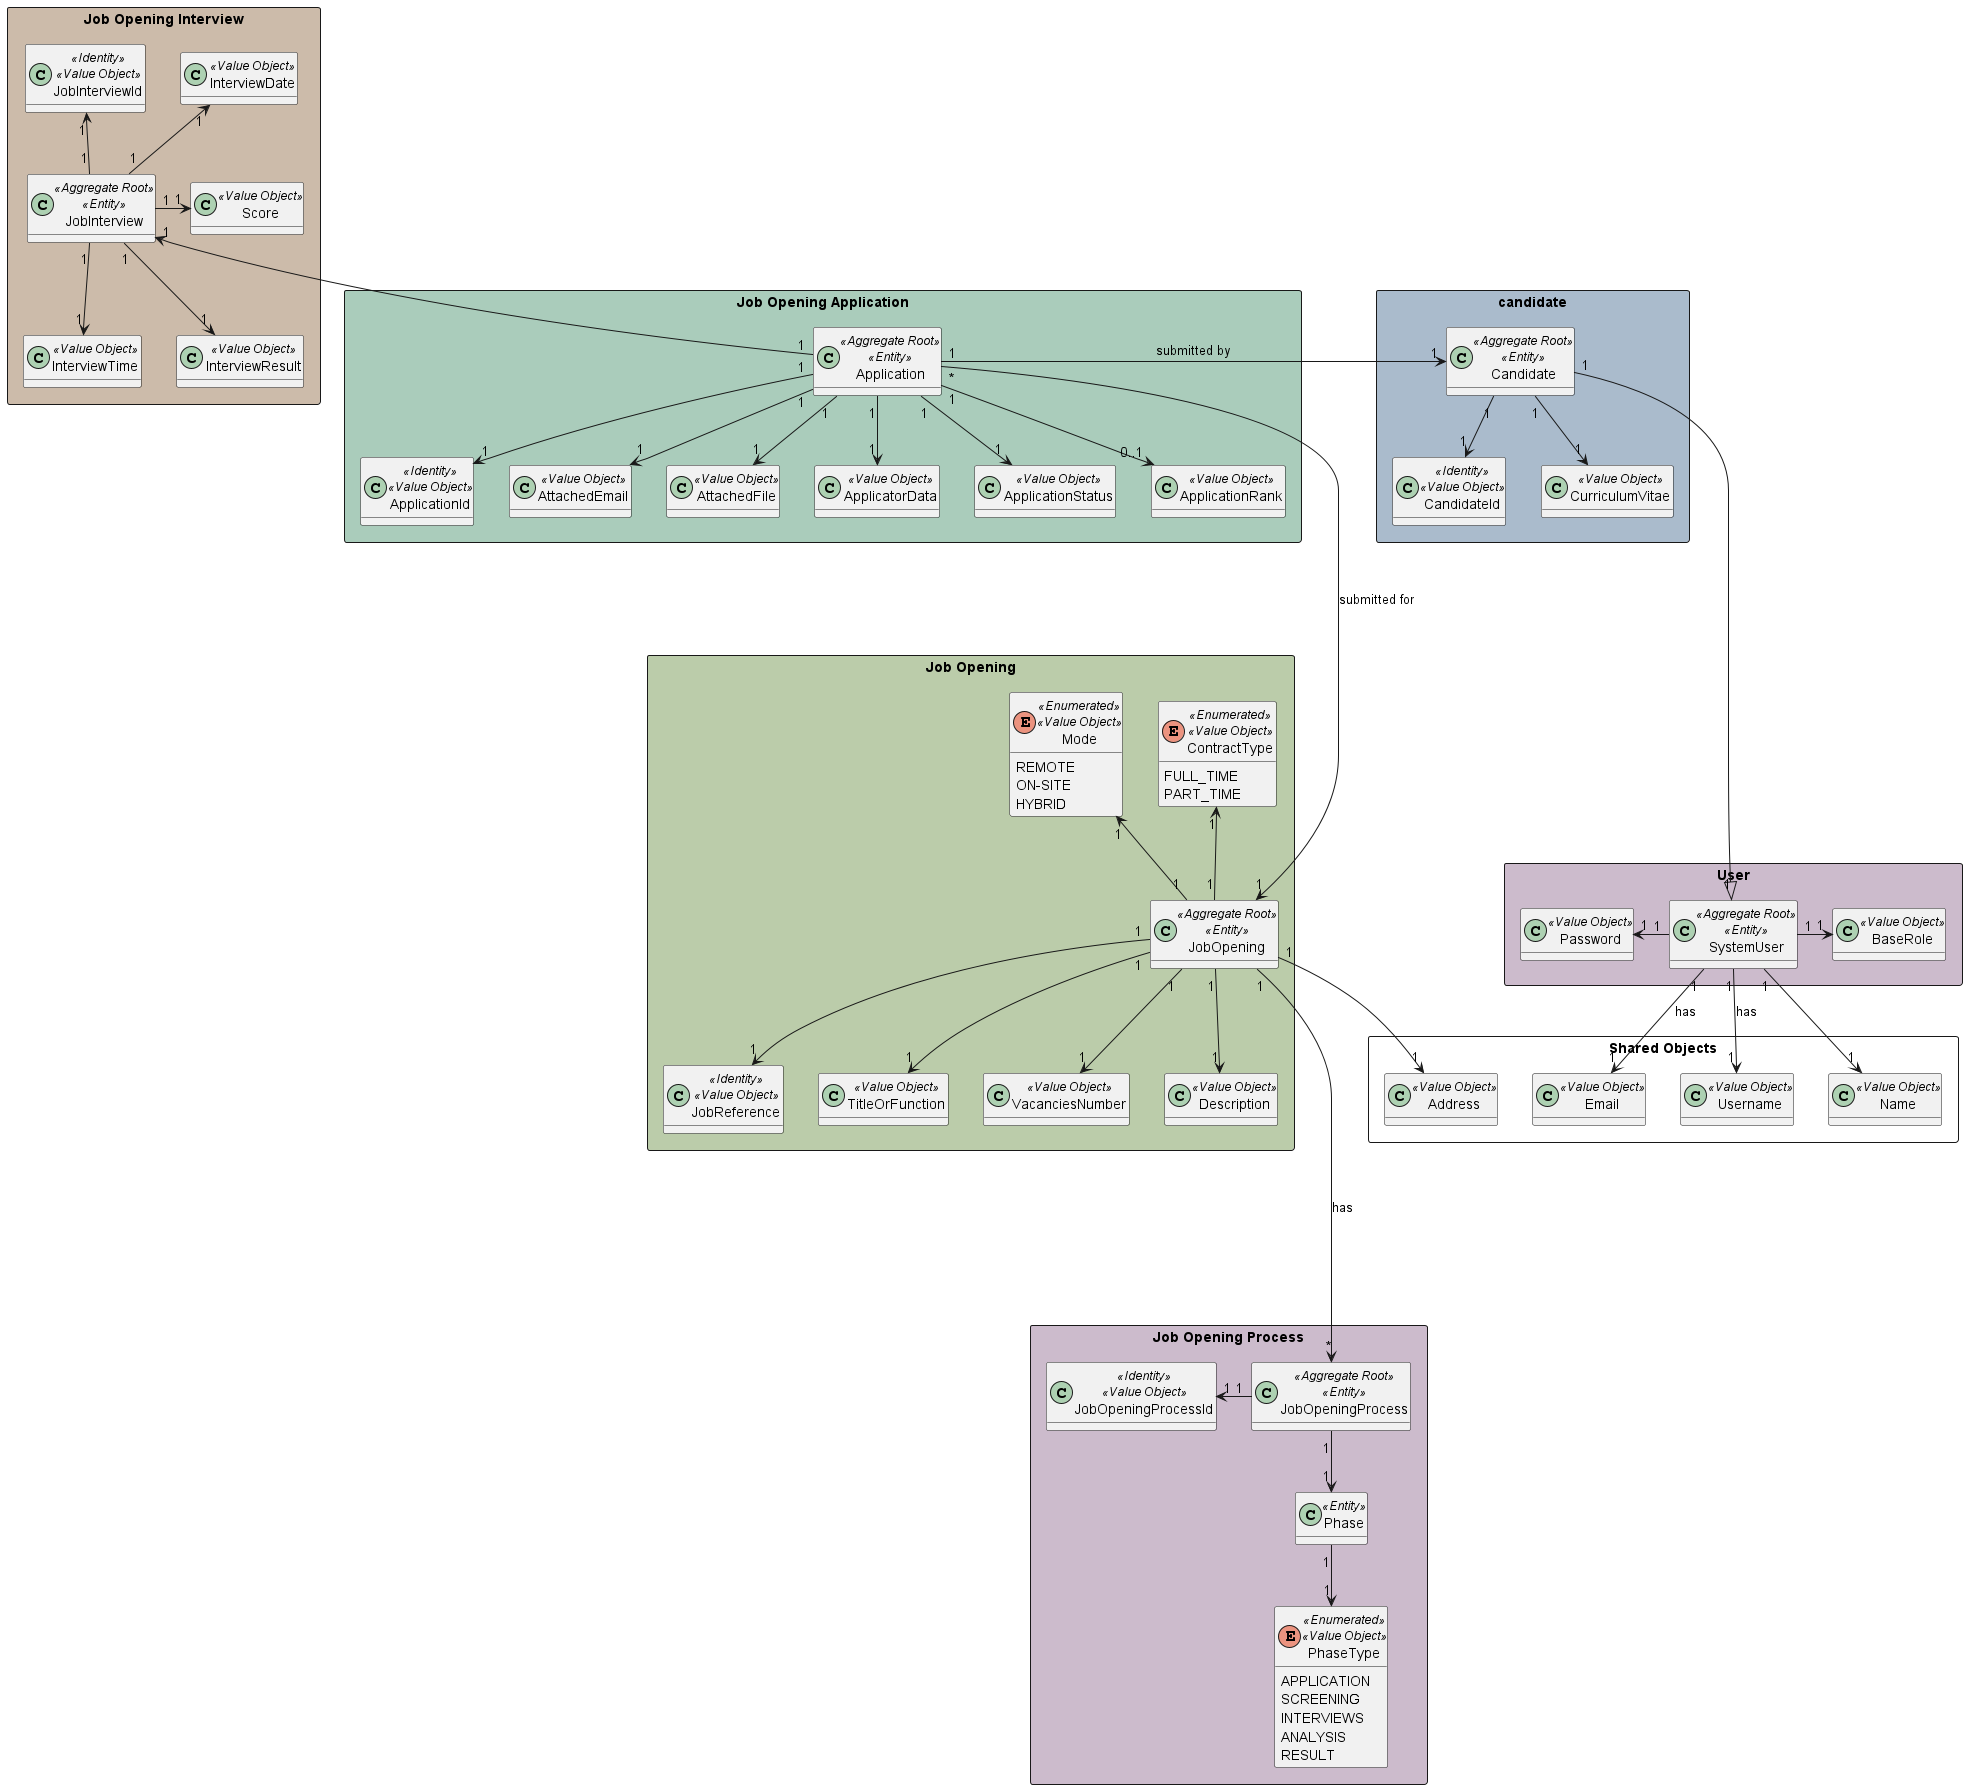 Job Opening Interview
«Identity»
«Value Object»
JobInterviewId
C
«Value Object»
InterviewDate
C
1
1
1
1
«Aggregate Root»
«Entity»
JobInterview
C
1
1
«Value Object»
Score
C
1
1
1
1
1
«Value Object»
InterviewTime
C
«Value Object»
InterviewResult
C
Job Opening Application
«Aggregate Root»
«Entity»
Application
C
1
1
1
1
1
1
1
*
1
submitted by
1
1
1
1
1
1
0..1
«Identity»
«Value Object»
ApplicationId
C
«Value Object»
AttachedEmail
C
«Value Object»
AttachedFile
C
«Value Object»
ApplicatorData
C
«Value Object»
ApplicationStatus
C
«Value Object»
ApplicationRank
C
candidate
«Aggregate Root»
«Entity»
Candidate
C
1
1
1
1
1
«Identity»
«Value Object»
CandidateId
C
«Value Object»
CurriculumVitae
C
submitted for
Job Opening
«Enumerated»
«Value Object»
Mode
E
REMOTE
ON-SITE
HYBRID
«Enumerated»
«Value Object»
ContractType
E
FULL_TIME
PART_TIME
1
1
1
1
1
«Aggregate Root»
«Entity»
JobOpening
C
1
1
1
1
1
1
1
1
1
1
«Identity»
«Value Object»
JobReference
C
«Value Object»
TitleOrFunction
C
«Value Object»
VacanciesNumber
C
«Value Object»
Description
C
User
1
«Value Object»
Password
C
1
1
«Aggregate Root»
«Entity»
SystemUser
C
1
1
«Value Object»
BaseRole
C
1
1
1
has
has
Shared Objects
1
1
1
1
«Value Object»
Address
C
«Value Object»
Email
C
«Value Object»
Username
C
«Value Object»
Name
C
has
Job Opening Process
*
«Identity»
«Value Object»
JobOpeningProcessId
C
1
1
«Aggregate Root»
«Entity»
JobOpeningProcess
C
1
1
«Entity»
Phase
C
1
1
«Enumerated»
«Value Object»
PhaseType
E
APPLICATION
SCREENING
INTERVIEWS
ANALYSIS
RESULT